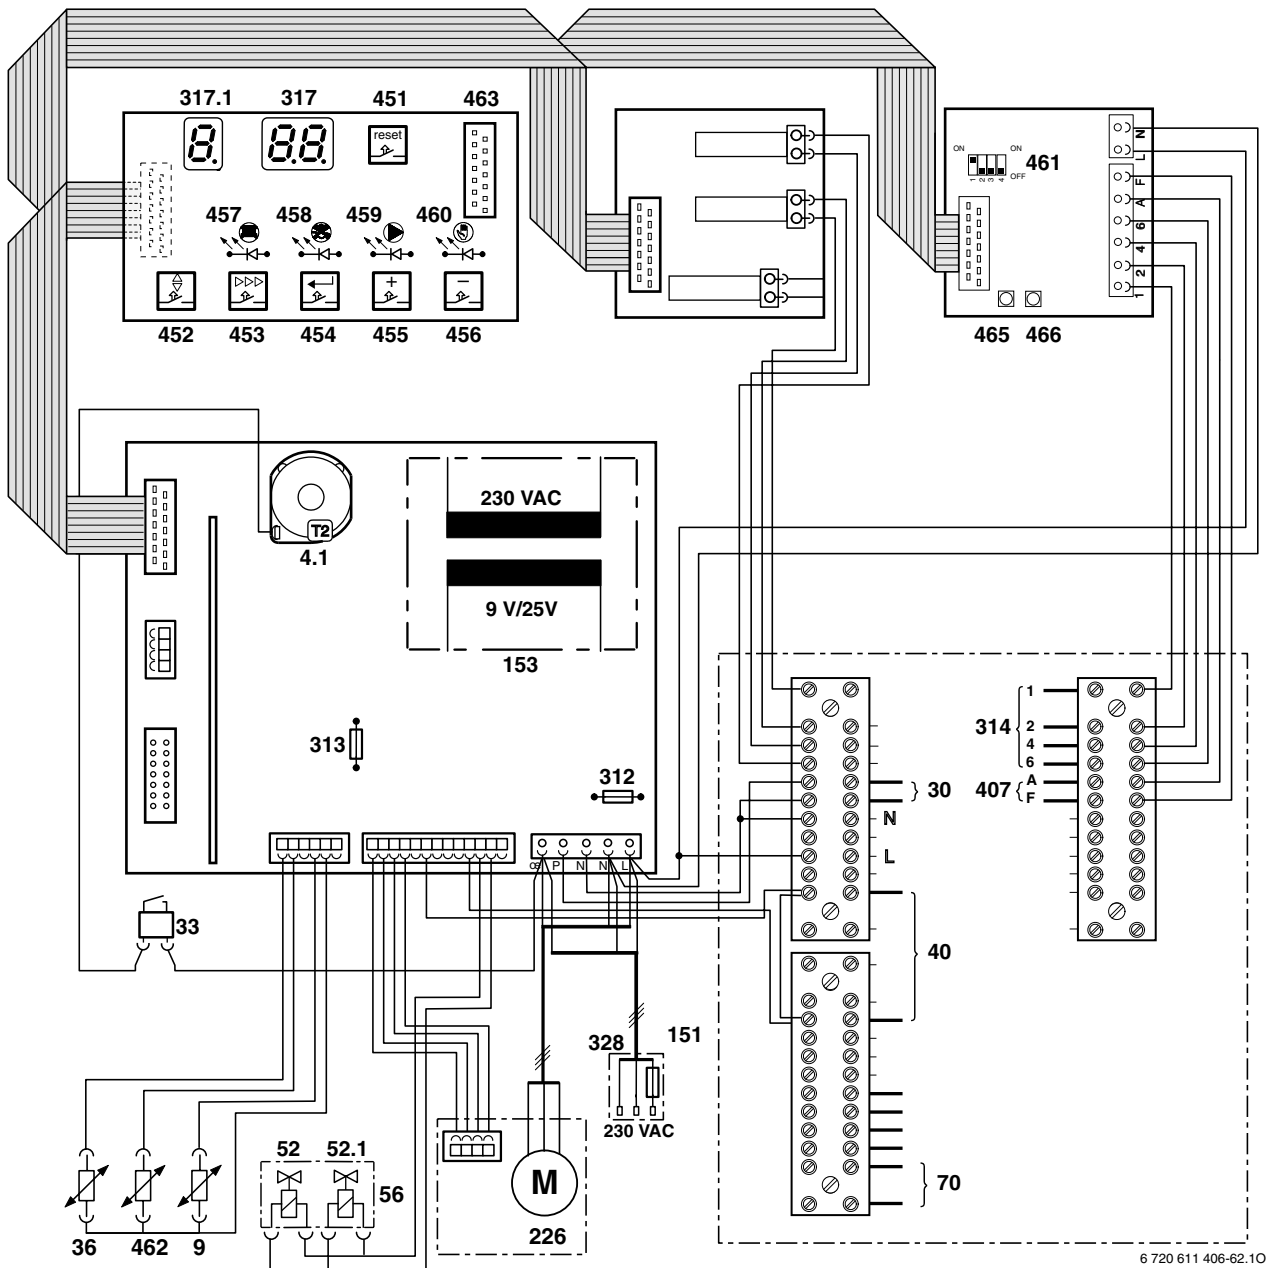 317.1 317 451 463
reset
8. 8.8.
457 458 459 460
+ −
452 453 454 455 456
ON ON
461
OFF
1 2 3 4
N
L
F
A
6
4
2
1
465 466
230 VAC
T2
4.1
9 V/25V
153
313
312
P N N L
33
1
314 2
4
6
407 A
F
30
N
L
40
328 151
230 VAC
52 52.1
56
M
226
70
36 462 9
6 720 611 406-62.1O